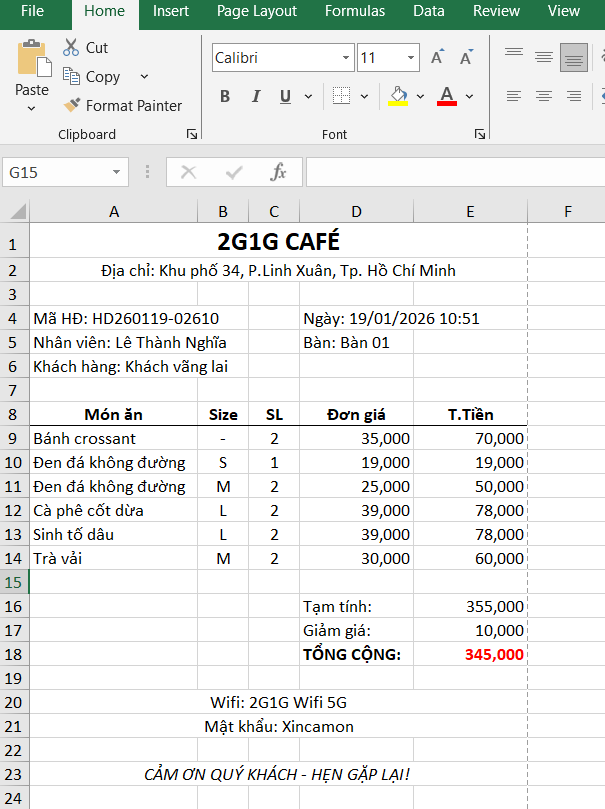 File Home Insert Page Layout Formulas Data Review View
Paste
Cut
Copy
Format Painter
Clipboard
Calibri 11
B I U
Font
G15 fx
A B C D E F
1 2G1G CAFÉ
2 Địa chỉ: Khu phố 34, P.Linh Xuân, Tp. Hồ Chí Minh
3
4 Mã HĐ: HD260119-02610 Ngày: 19/01/2026 10:51
5 Nhân viên: Lê Thành Nghĩa Bàn: Bàn 01
6 Khách hàng: Khách vãng lai
7
8 Món ăn Size SL Đơn giá T.Tiền
9 Bánh crossant - 2 35,000 70,000
10 Đen đá không đường S 1 19,000 19,000
11 Đen đá không đường M 2 25,000 50,000
12 Cà phê cốt dừa L 2 39,000 78,000
13 Sinh tố dâu L 2 39,000 78,000
14 Trà vải M 2 30,000 60,000
15
16 Tạm tính: 355,000
17 Giảm giá: 10,000
18 TỔNG CỘNG: 345,000
19
20 Wifi: 2G1G Wifi 5G
21 Mật khẩu: Xincamon
22
23 CẢM ƠN QUÝ KHÁCH - HẸN GẶP LẠI!
24